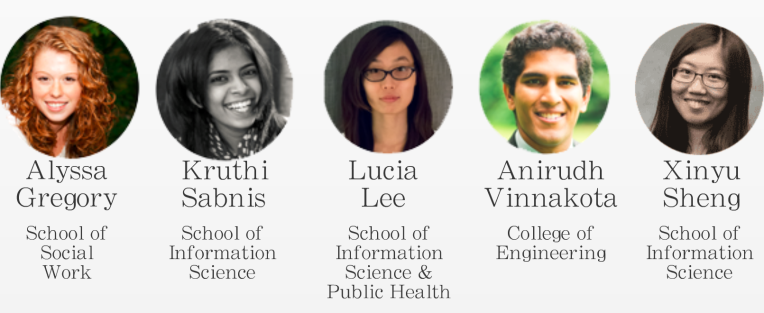 Alyssa
Gregory
School of
Social
Work
Kruthi
Sabnis
School of
Information
Science
Lucia
Lee
School of
Information
Science &
Public Health
Anirudh
Vinnakota
College of
Engineering
Xinyu
Sheng
School of
Information
Science